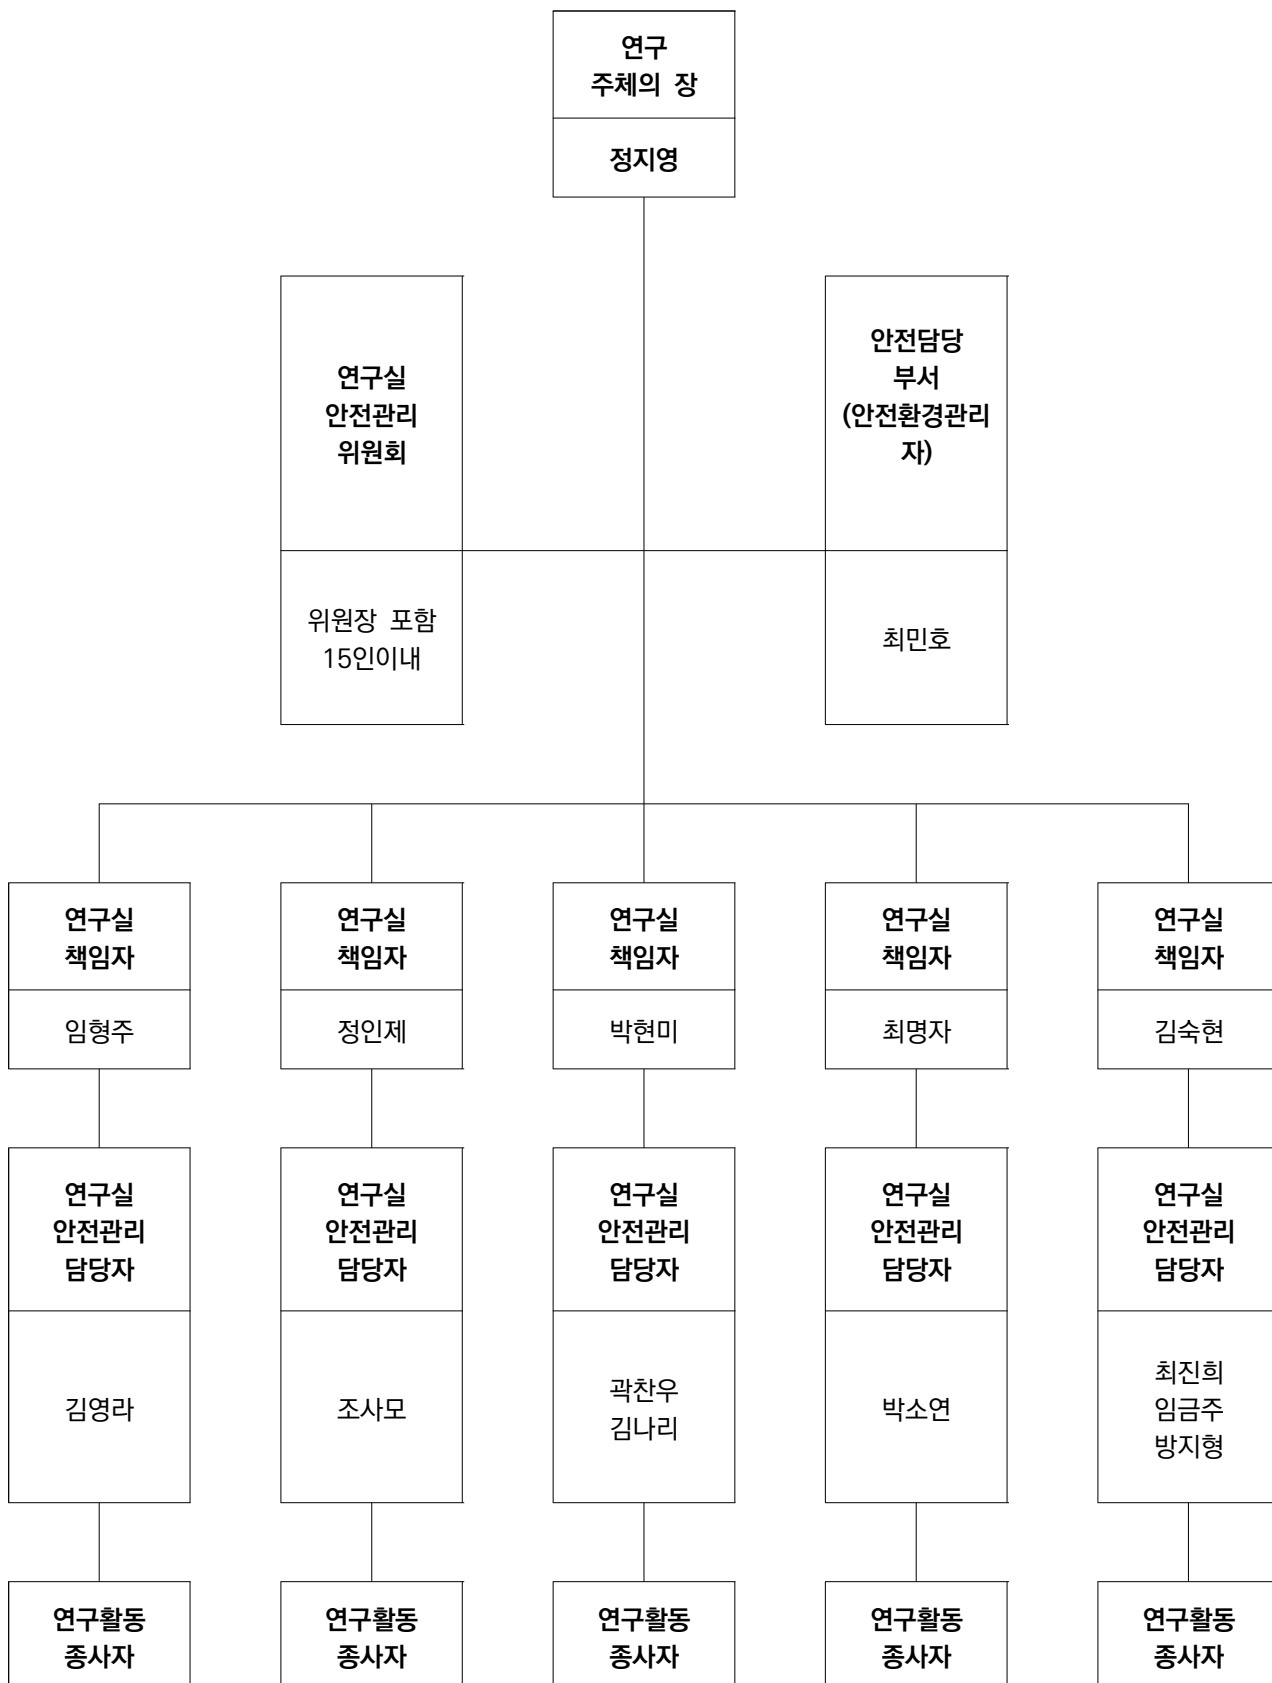 연구
주체의 장
정지영
연구실
안전관리
위원회
위원장 포함
15인이내
안전담당
부서
(안전환경관리
자)
최민호
연구실
책임자
임형주
연구실
책임자
정인제
연구실
책임자
박현미
연구실
책임자
최명자
연구실
책임자
김숙현
연구실
안전관리
담당자
김영라
연구실
안전관리
담당자
조사모
연구실
안전관리
담당자
곽찬우
김나리
연구실
안전관리
담당자
박소연
연구실
안전관리
담당자
최진희
임금주
방지형
연구활동
종사자
연구활동
종사자
연구활동
종사자
연구활동
종사자
연구활동
종사자